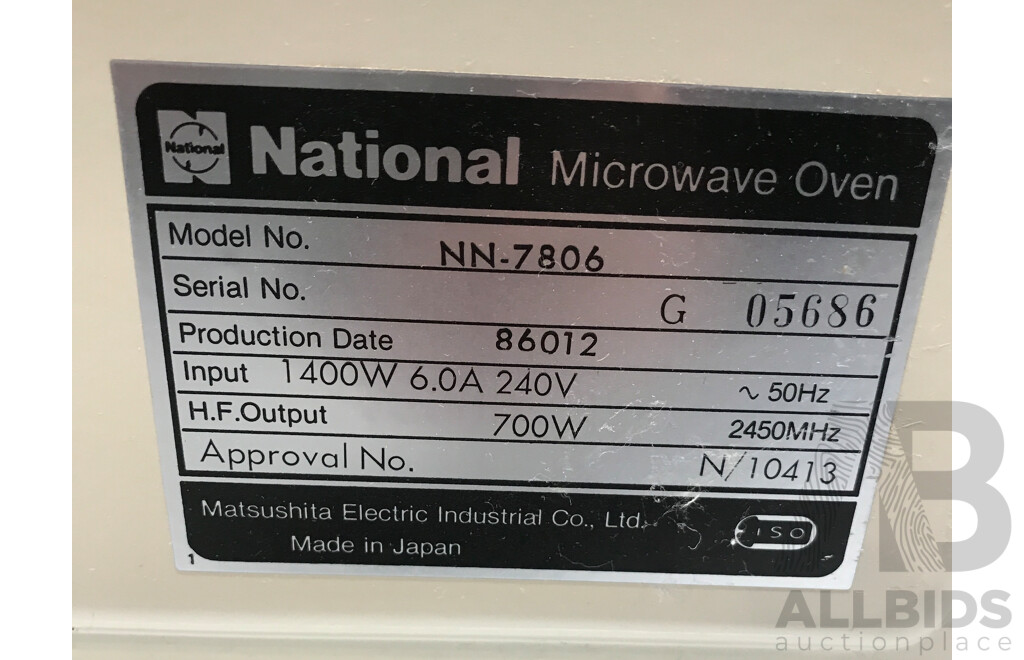 National
National Microwave Oven
Model No. NN-7806
Serial No. G 05686
Production Date 86012
Input 1400W 6.0A 240V ~ 50Hz
H.F.Output 700W 2450MHz
Approval No. N/10413
Matsushita Electric Industrial Co., Ltd.
Made in Japan
ISO
1
B
ALLBIDS
auctionplace